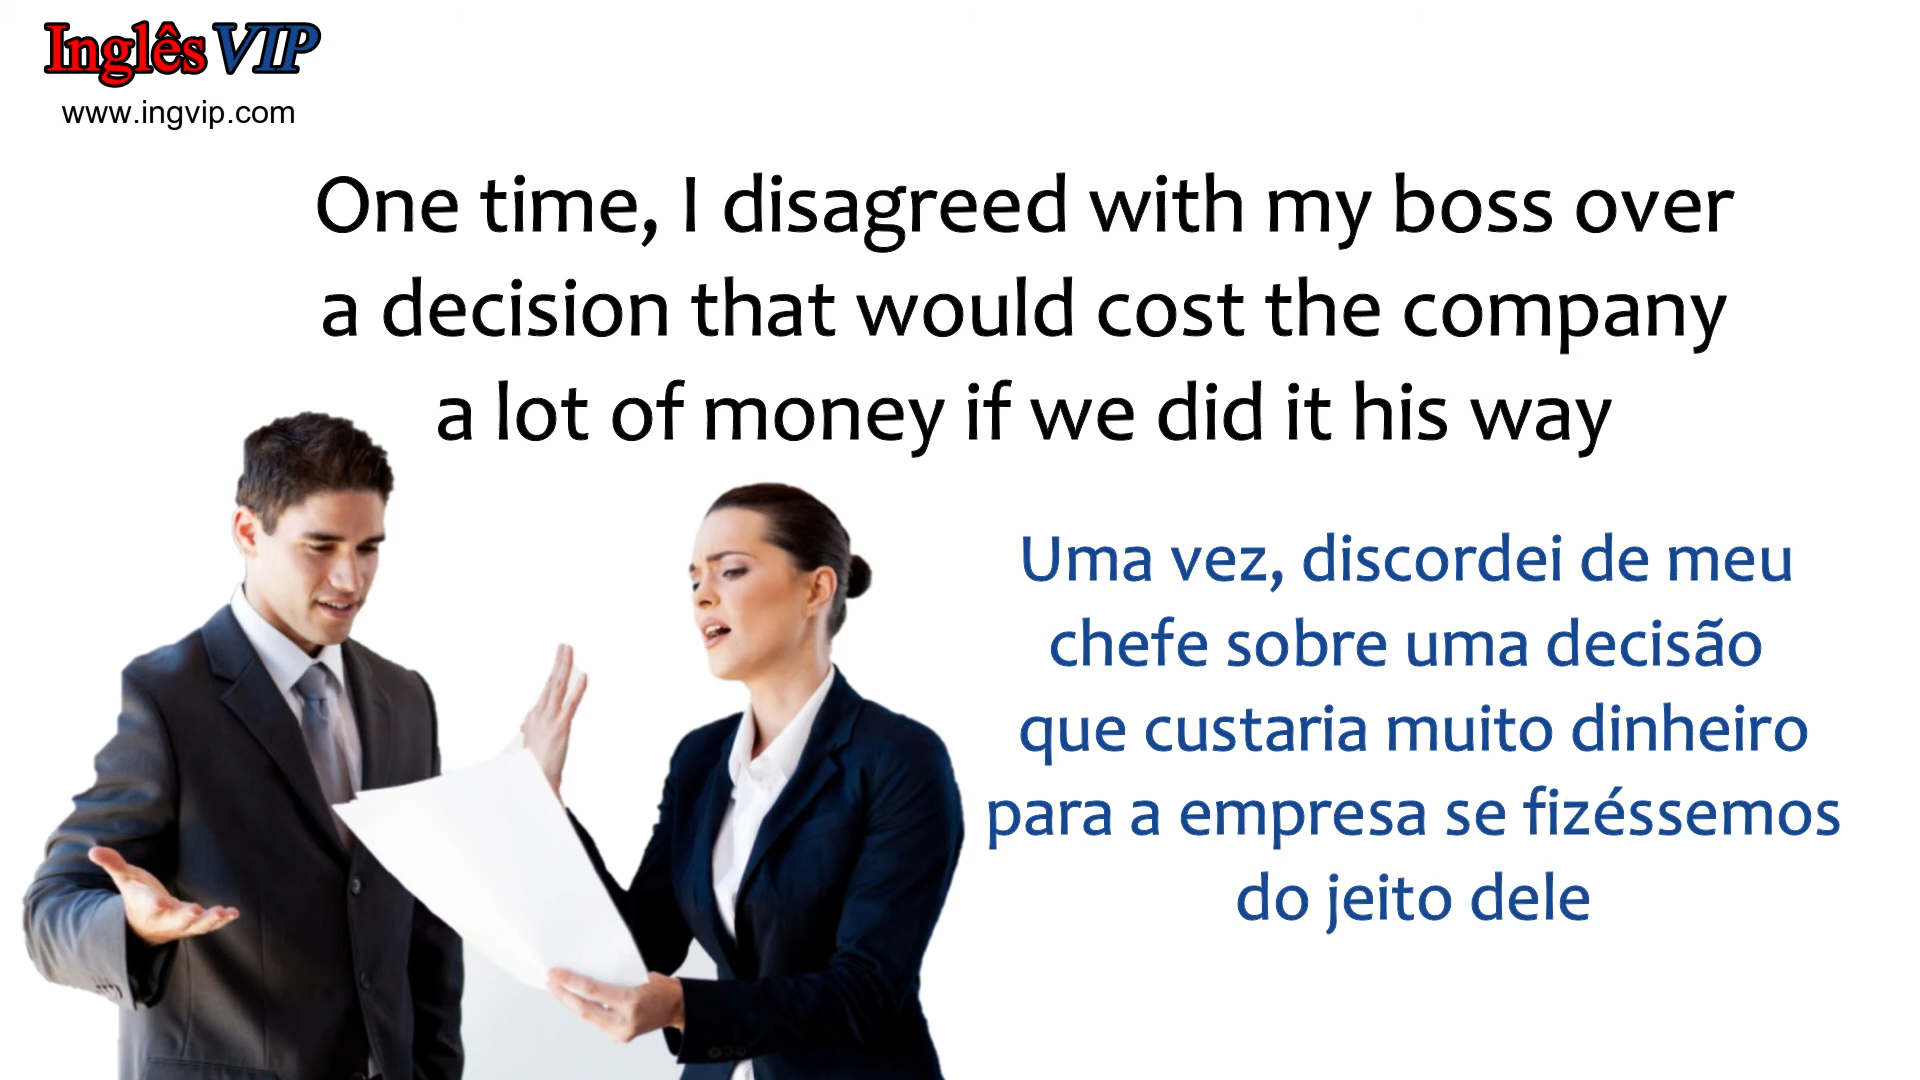 Inglês VIP
www.ingvip.com
One time, I disagreed with my boss over
a decision that would cost the company
a lot of money if we did it his way
Uma vez, discordei de meu
chefe sobre uma decisão
que custaria muito dinheiro
para a empresa se fizéssemos
do jeito dele